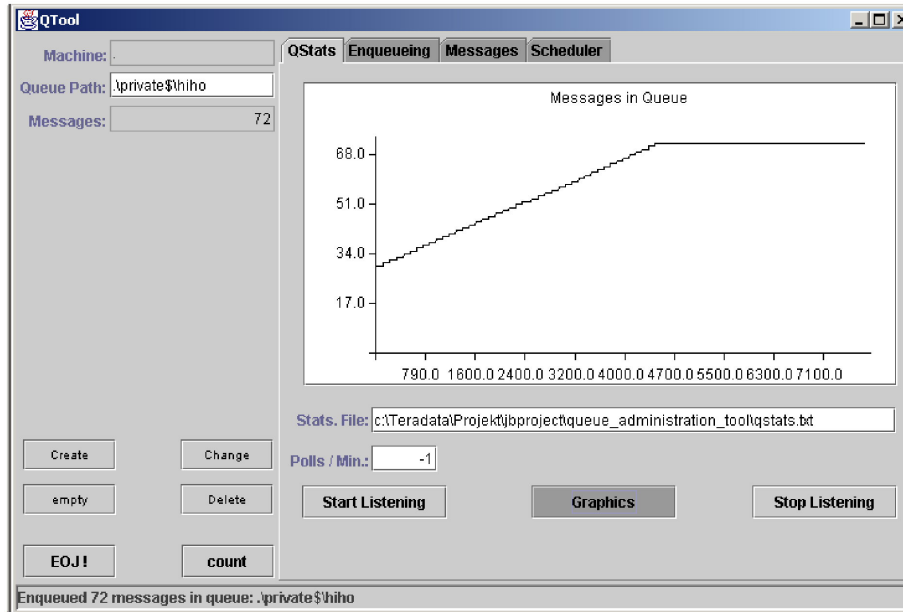 QTool
Machine: .
Queue Path: .\private$\hiho
Messages: 72
QStats Enqueueing Messages Scheduler
Messages in Queue
68.0
51.0
34.0
17.0
790.0 1600.0 2400.0 3200.0 4000.0 4700.0 5500.0 6300.0 7100.0
Stats. File: c:\Teradata\Projekt\jbproject\queue_administration_tool\qstats.txt
Polls / Min.: -1
Create Change
empty Delete
Start Listening Graphics Stop Listening
EOJ! count
Enqueued 72 messages in queue: .\private$\hiho